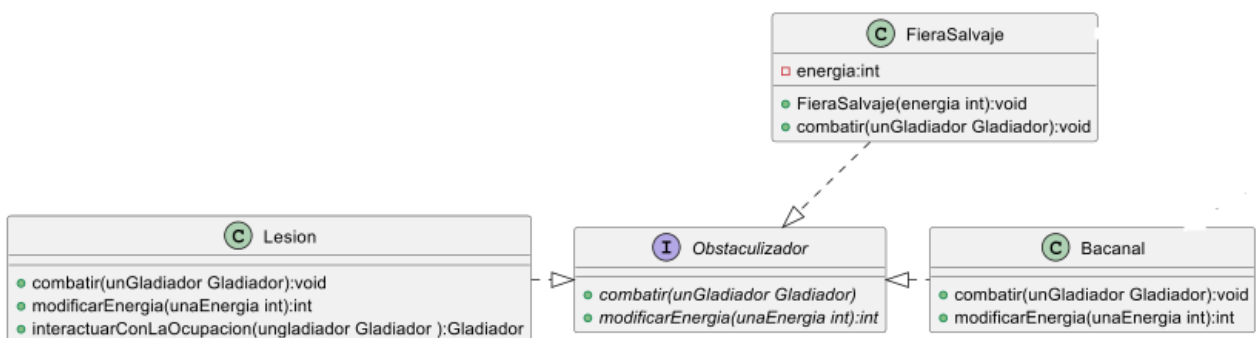 C FieraSalvaje
energia:int
FieraSalvaje(energia int):void
combatir(unGladiador Gladiador):void
C Lesion
combatir(unGladiador Gladiador):void
modificarEnergia(unaEnergia int):int
interactuarConLaOcupacion(ungladiador Gladiador ):Gladiador
I Obstaculizador
combatir(unGladiador Gladiador)
modificarEnergia(unaEnergia int):int
C Bacanal
combatir(unGladiador Gladiador):void
modificarEnergia(unaEnergia int):int